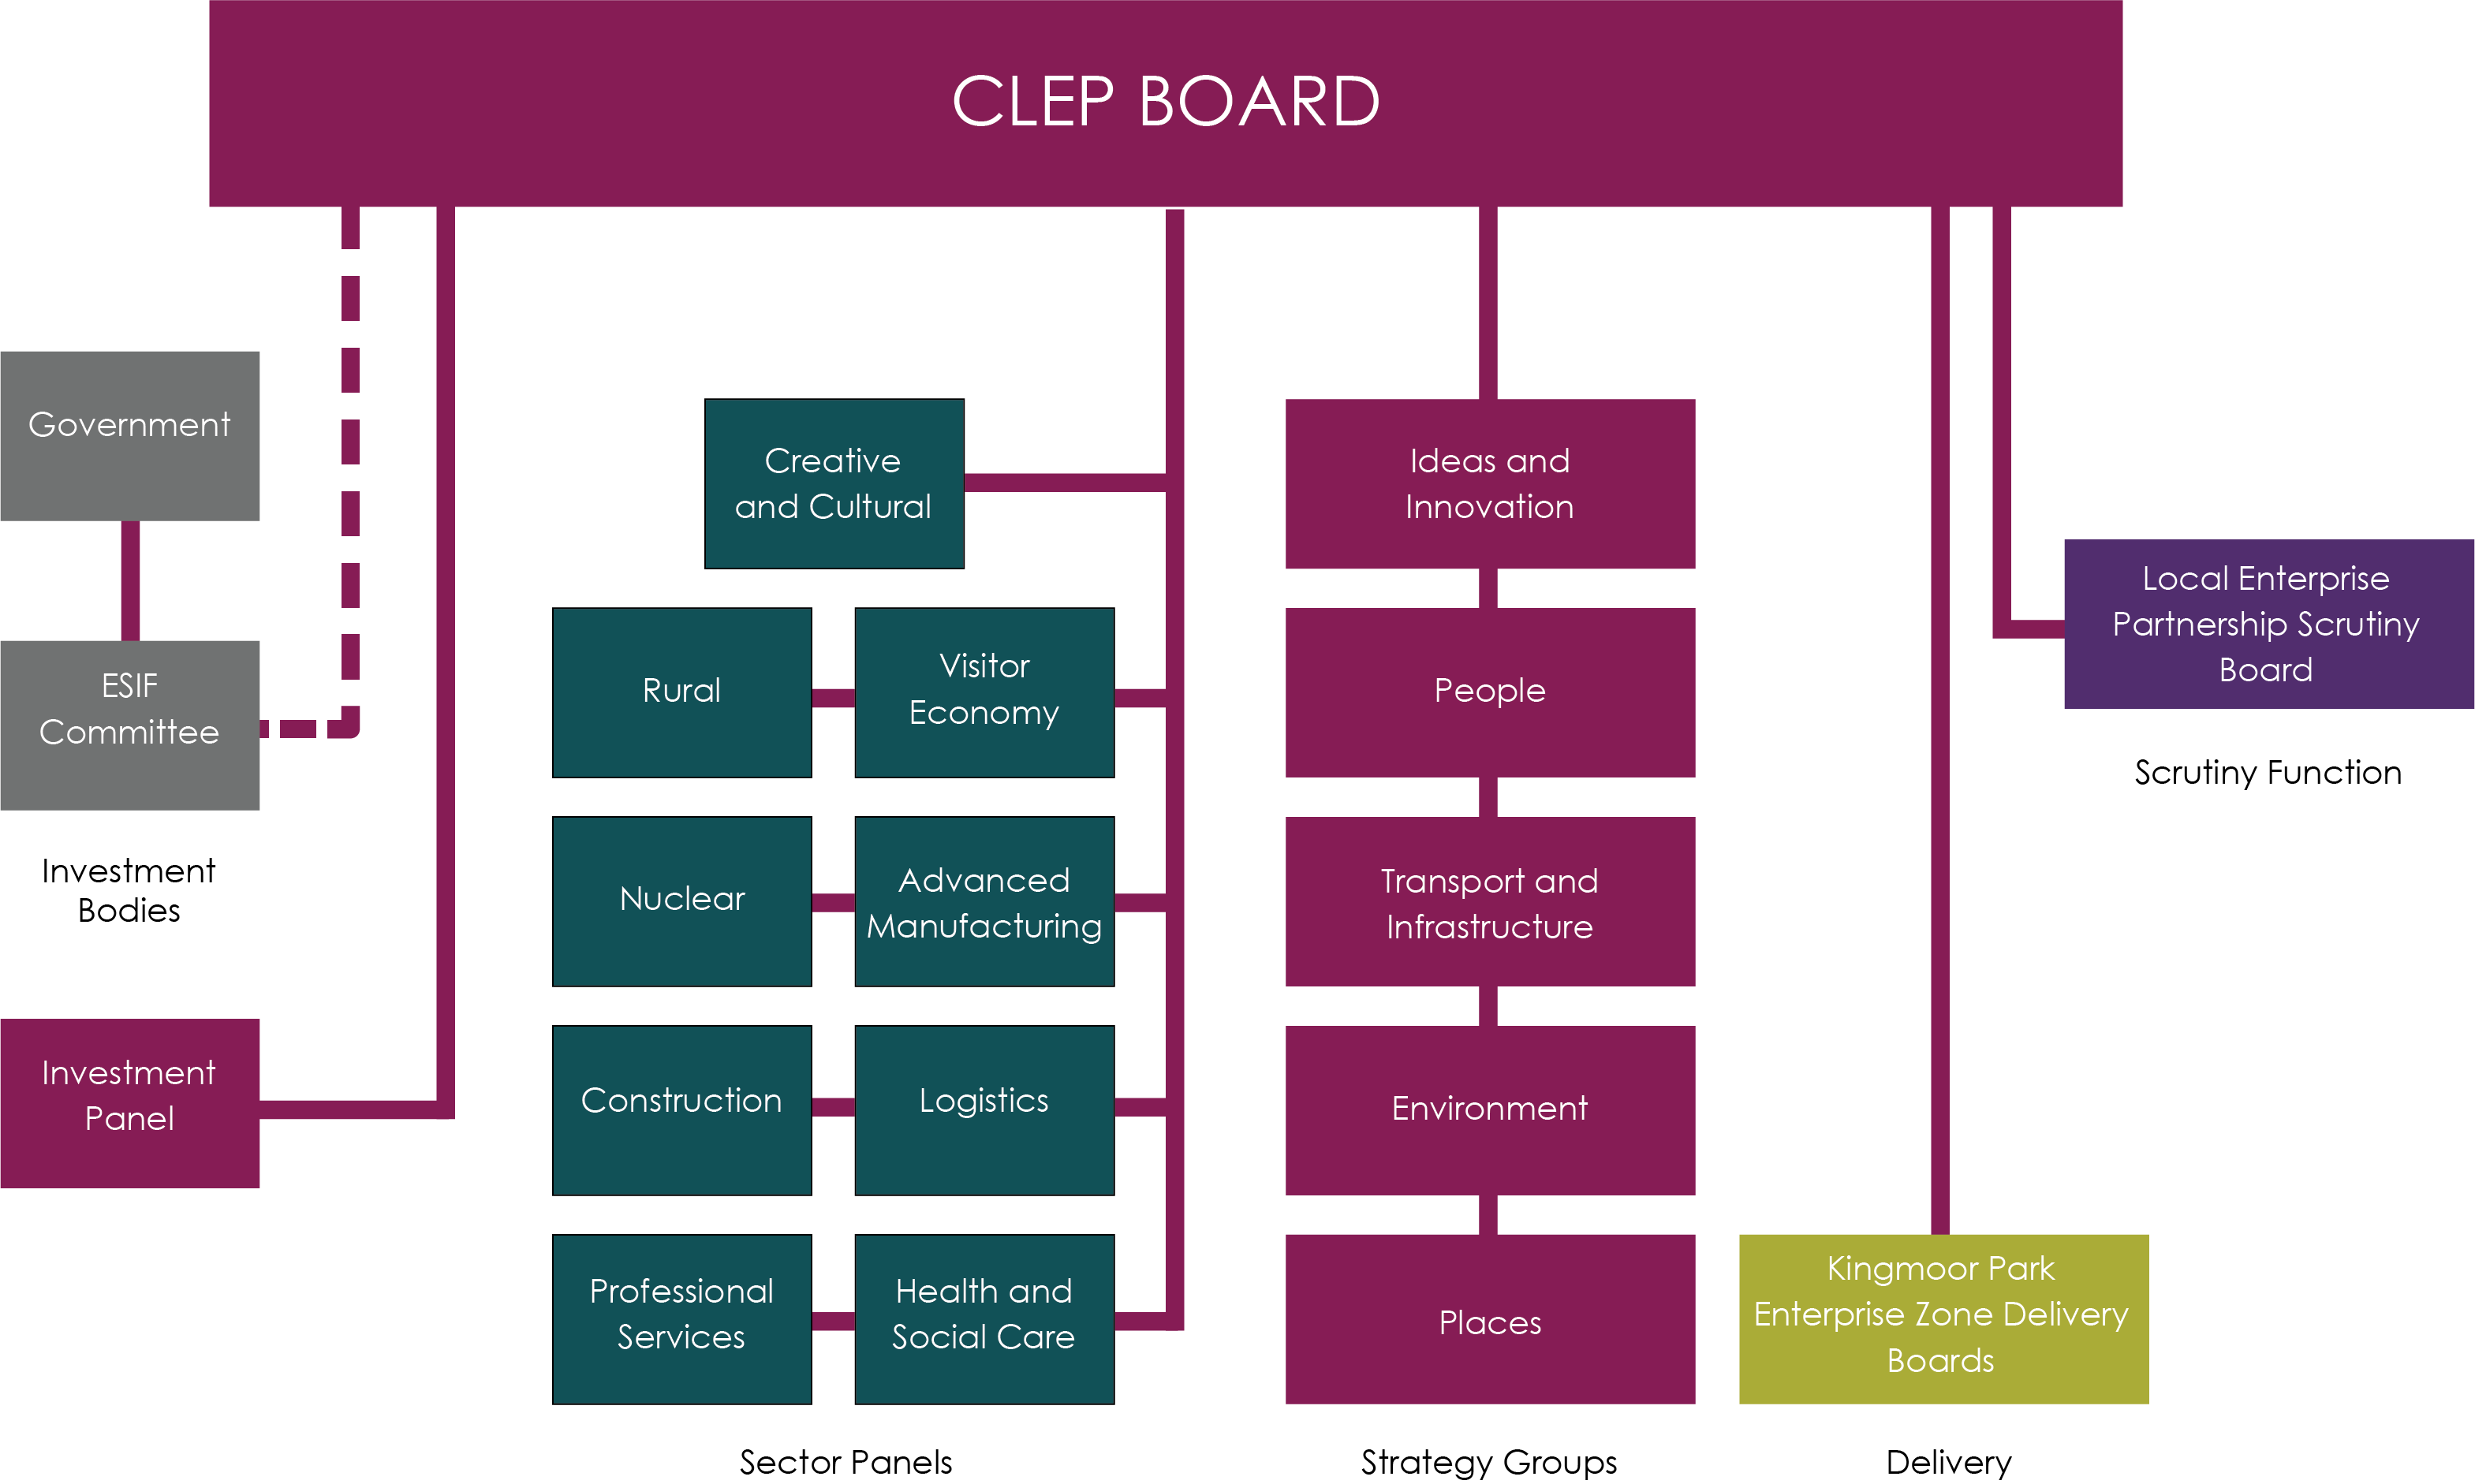 CLEP BOARD
Government
ESIF
Committee
Investment
Bodies
Investment
Panel
Creative
and Cultural
Rural
Visitor
Economy
Nuclear
Advanced
Manufacturing
Construction
Logistics
Professional
Services
Health and
Social Care
Sector Panels
Ideas and
Innovation
People
Transport and
Infrastructure
Environment
Places
Strategy Groups
Kingmoor Park
Enterprise Zone Delivery
Boards
Delivery
Local Enterprise
Partnership Scrutiny
Board
Scrutiny Function